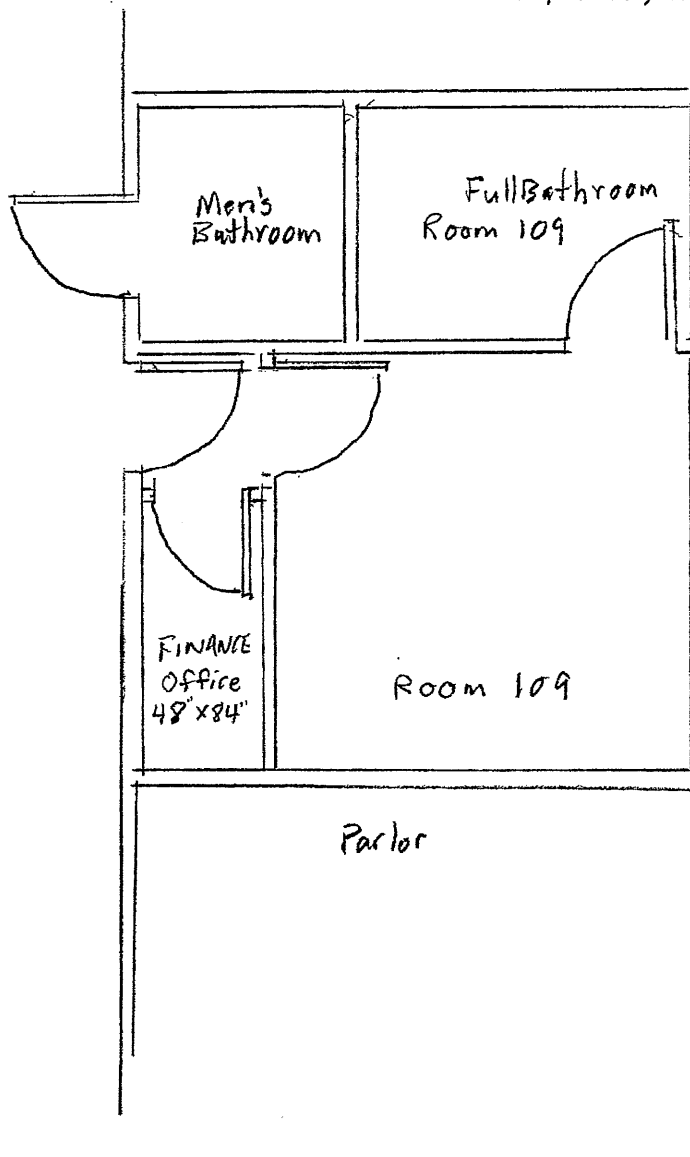 Men's
Bathroom
FullBathroom
Room 109
FINANCE
Office
48"x84"
Room 109
Parlor